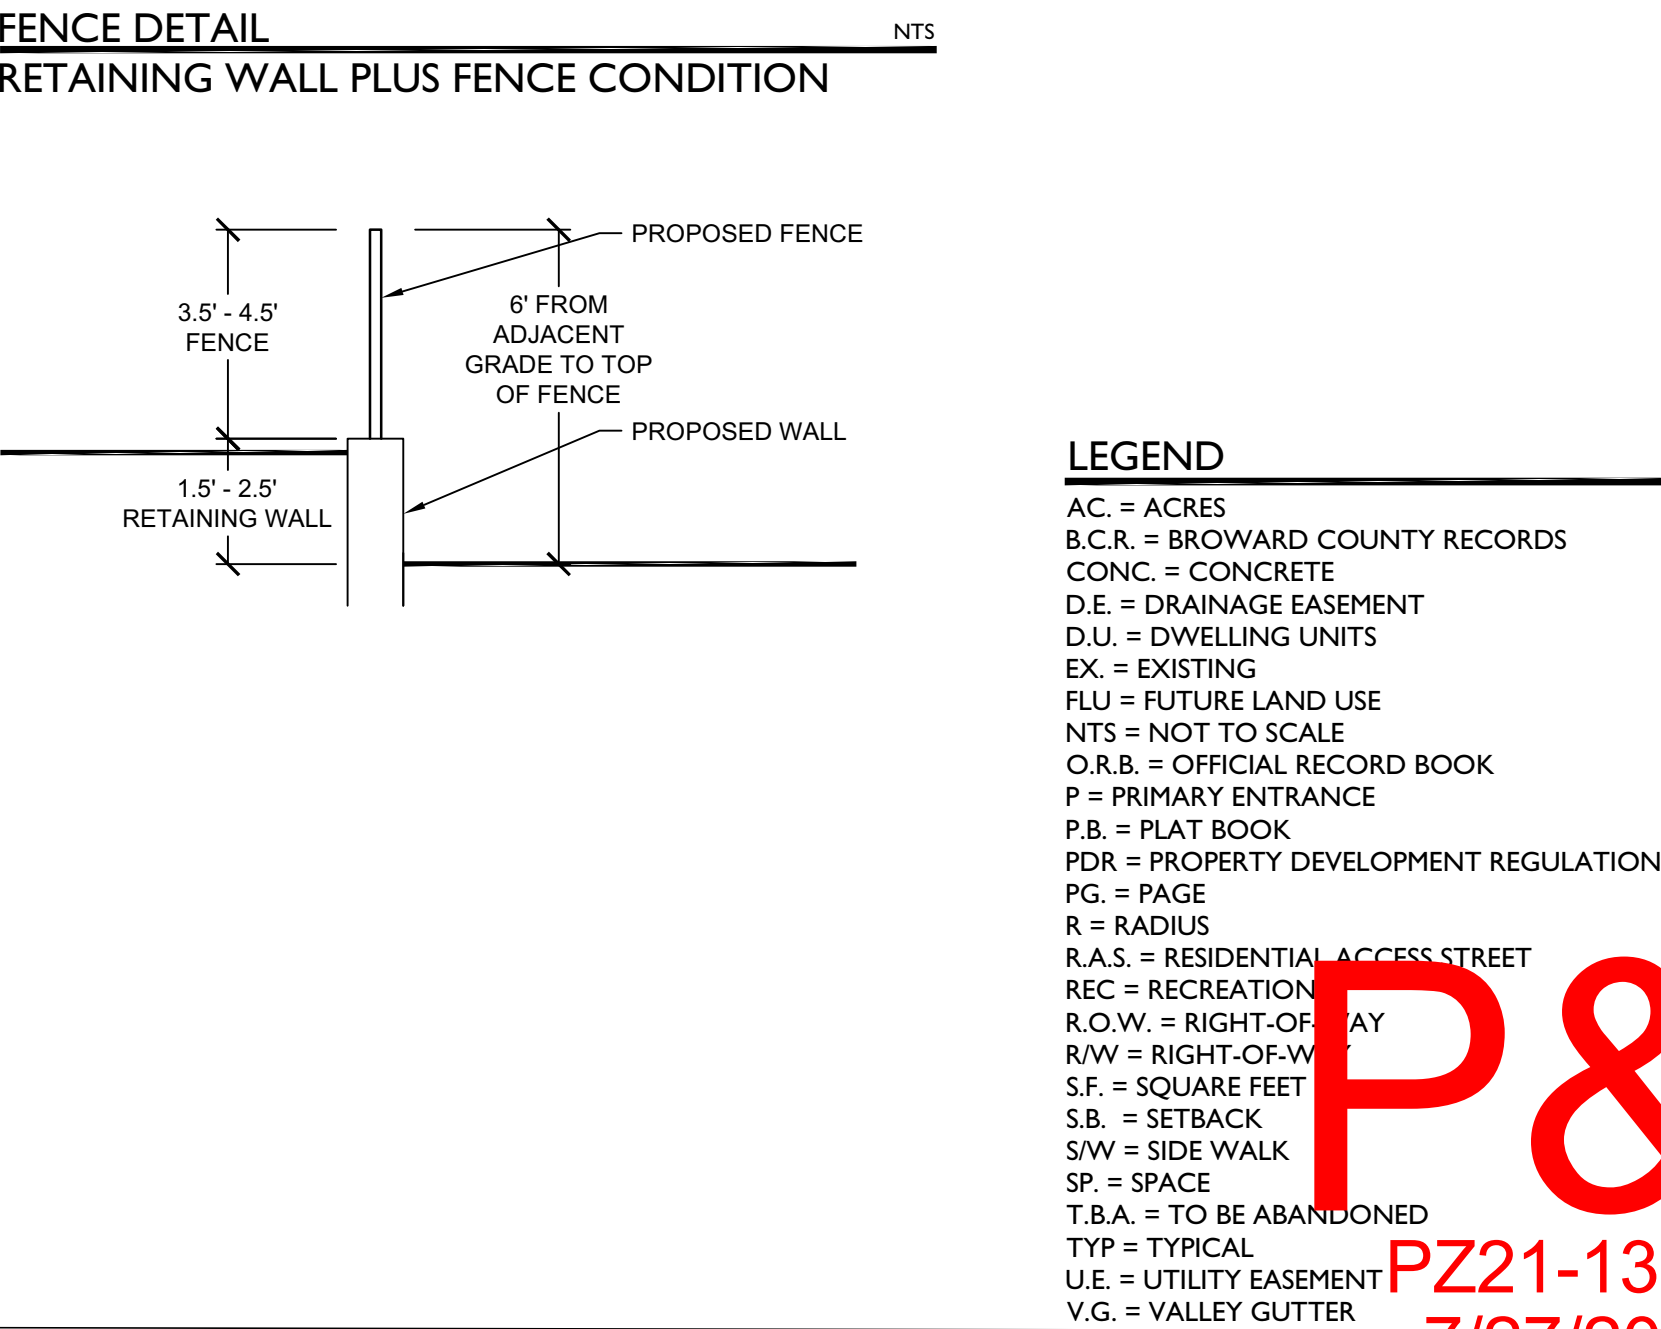 FENCE DETAIL
NTS
RETAINING WALL PLUS FENCE CONDITION
PROPOSED FENCE
3.5' - 4.5'
FENCE
6' FROM
ADJACENT
GRADE TO TOP
OF FENCE
PROPOSED WALL
1.5' - 2.5'
RETAINING WALL
LEGEND
AC. = ACRES
B.C.R. = BROWARD COUNTY RECORDS
CONC. = CONCRETE
D.E. = DRAINAGE EASEMENT
D.U. = DWELLING UNITS
EX. = EXISTING
FLU = FUTURE LAND USE
NTS = NOT TO SCALE
O.R.B. = OFFICIAL RECORD BOOK
P = PRIMARY ENTRANCE
P.B. = PLAT BOOK
PDR = PROPERTY DEVELOPMENT REGULATION
PG. = PAGE
R = RADIUS
R.A.S. = RESIDENTIAL ACCESS STREET
REC = RECREATION
R.O.W. = RIGHT-OF-WAY
R/W = RIGHT-OF-WAY
S.F. = SQUARE FEET
S.B. = SETBACK
S/W = SIDE WALK
SP. = SPACE
T.B.A. = TO BE ABANDONED
TYP = TYPICAL
U.E. = UTILITY EASEMENT
V.G. = VALLEY GUTTER
P&
PZ21-13